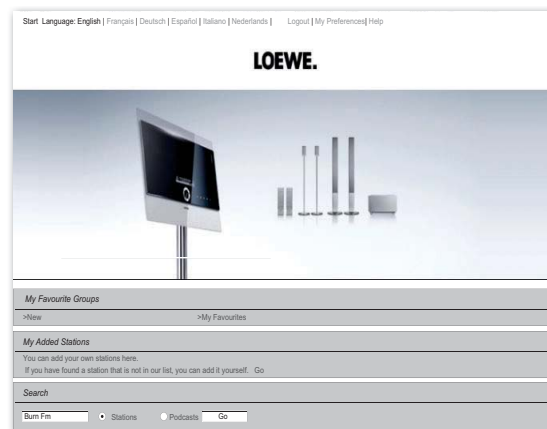 Start Language: English | Français | Deutsch | Español | Italiano | Nederlands | Logout | My Preferences| Help
LOEWE.
My Favourite Groups
>New >My Favourites
My Added Stations
You can add your own stations here.
If you have found a station that is not in our list, you can add it yourself. Go
Search
Burn Fm Stations Podcasts Go